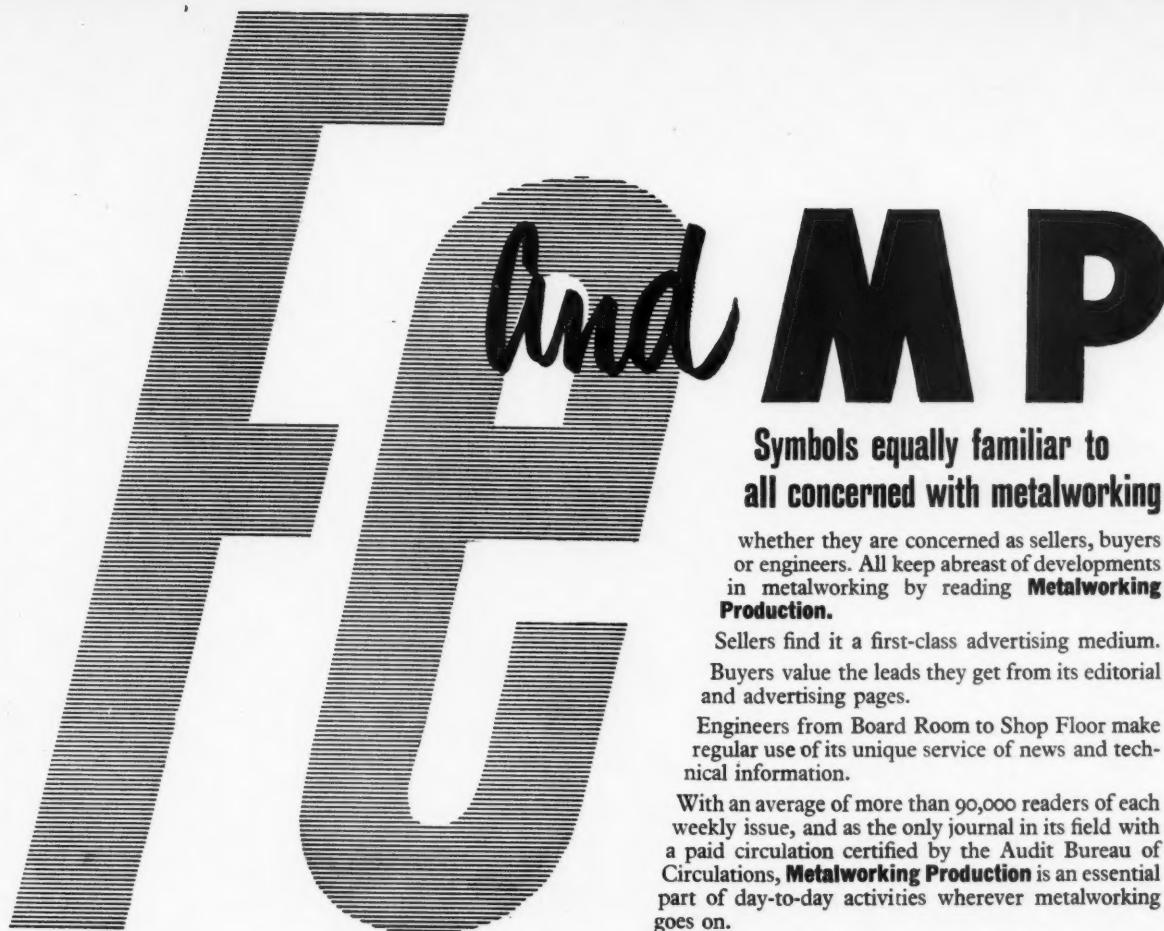 Fe and MP
Symbols equally familiar to
all concerned with metalworking
whether they are concerned as sellers, buyers
or engineers. All keep abreast of developments
in metalworking by reading Metalworking
Production.
Sellers find it a first-class advertising medium.
Buyers value the leads they get from its editorial
and advertising pages.
Engineers from Board Room to Shop Floor make
regular use of its unique service of news and tech-
nical information.
With an average of more than 90,000 readers of each
weekly issue, and as the only journal in its field with
a paid circulation certified by the Audit Bureau of
Circulations, Metalworking Production is an essential
part of day-to-day activities wherever metalworking
goes on.